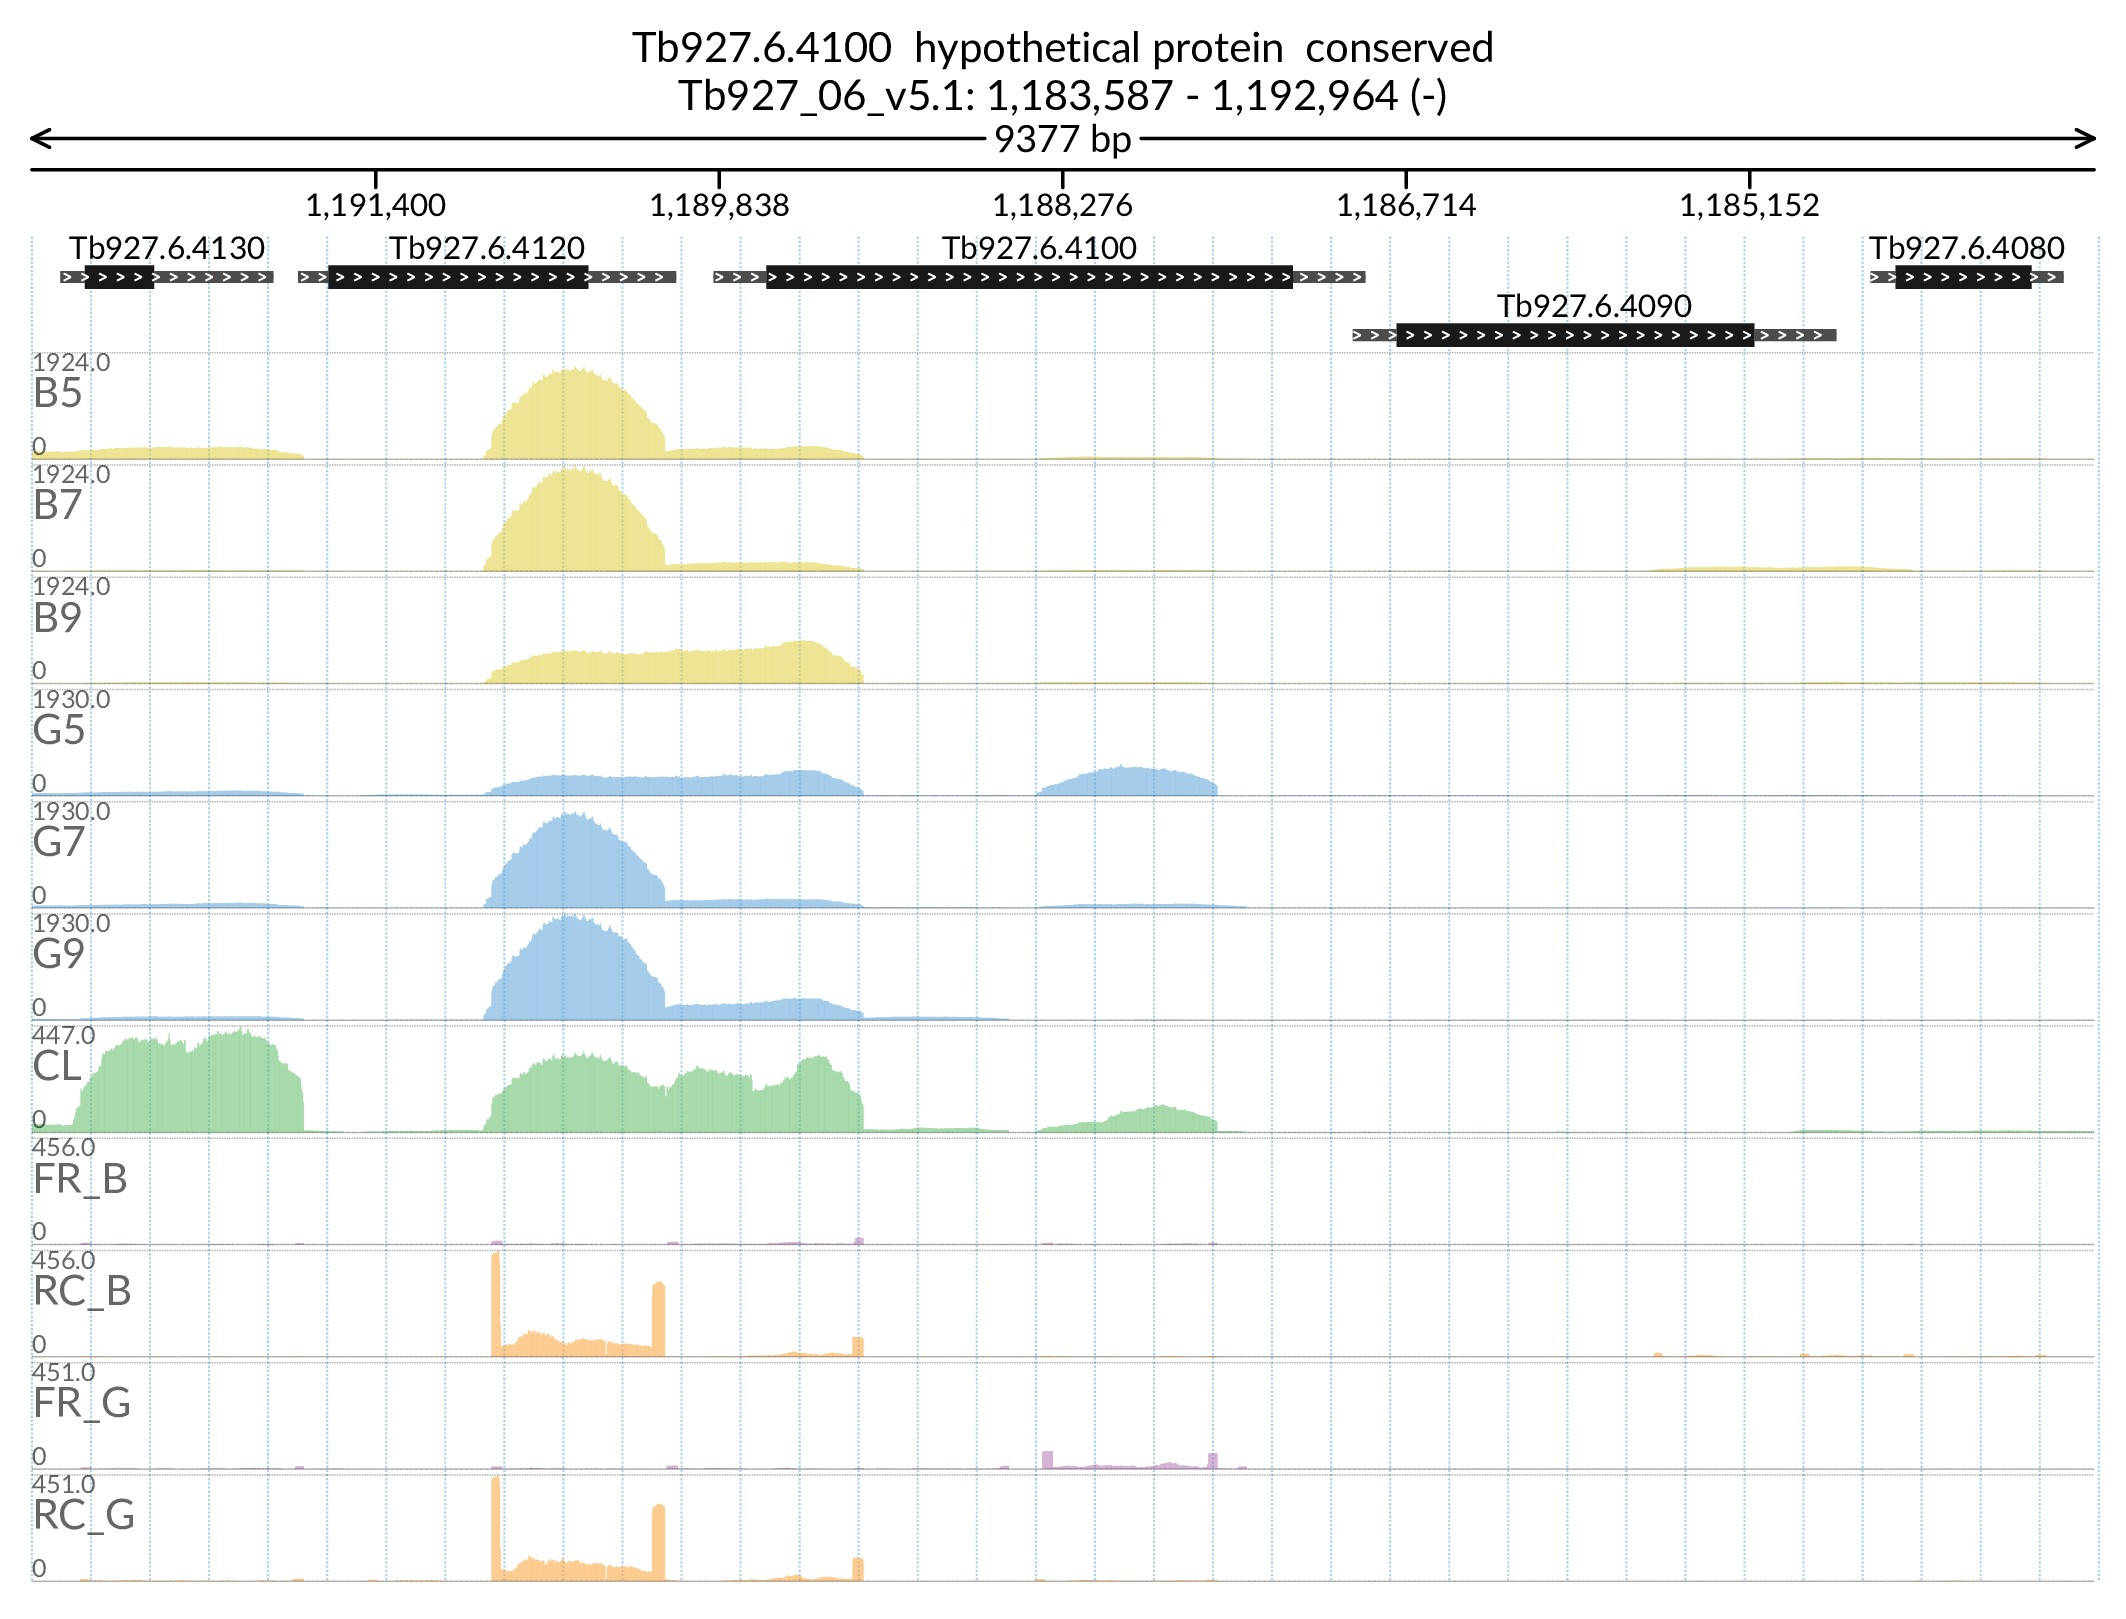 Tb927.6.4100  hypothetical protein  conserved
Tb927_06_v5.1: 1,183,587 - 1,192,964 (-)
9377 bp
1,191,400 1,189,838 1,188,276 1,186,714 1,185,152
Tb927.6.4130 Tb927.6.4120 Tb927.6.4100 Tb927.6.4080
Tb927.6.4090
1924.0
B5
0
1924.0
B7
0
1924.0
B9
0
1930.0
G5
0
1930.0
G7
0
1930.0
G9
0
447.0
CL
0
456.0
FR_B
0
456.0
RC_B
0
451.0
FR_G
0
451.0
RC_G
0